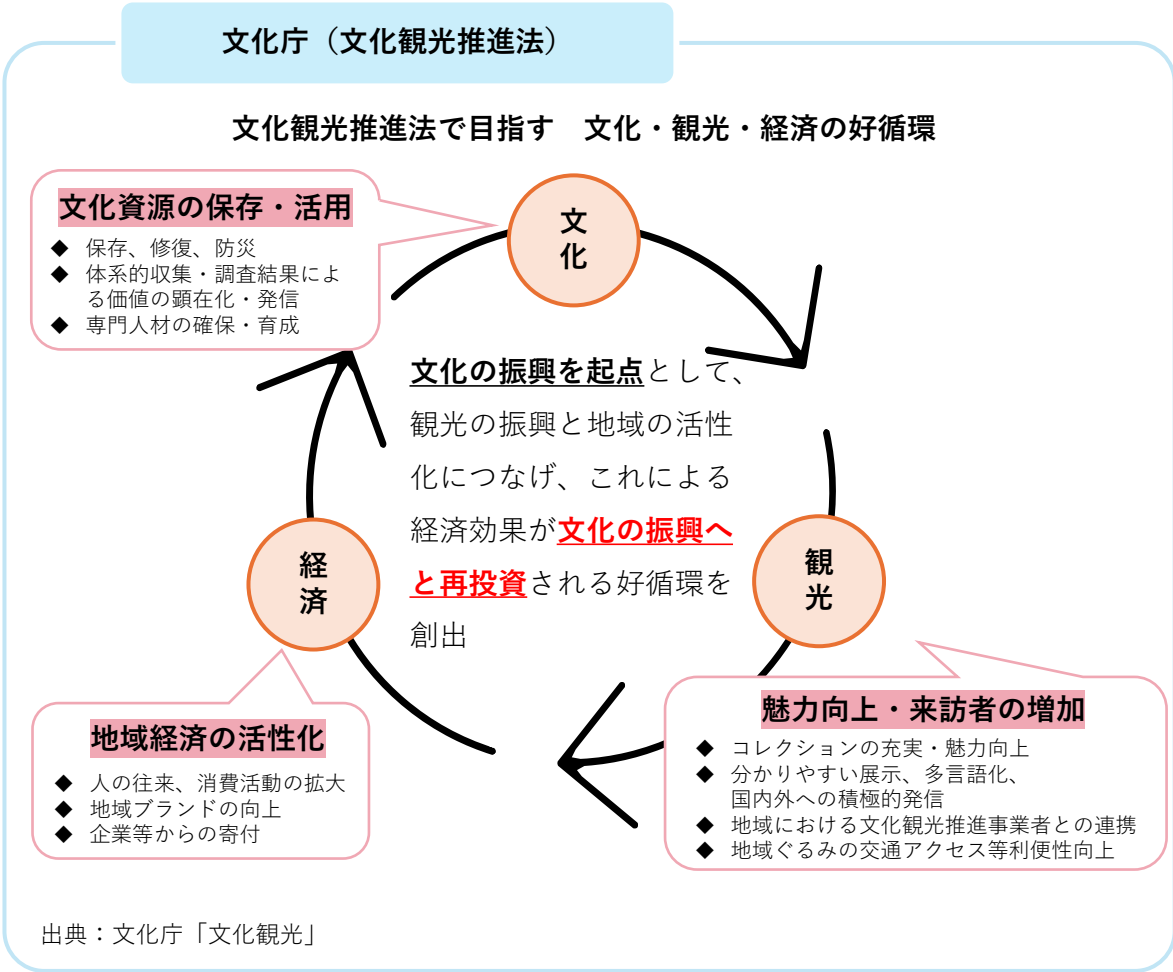 文化庁（文化観光推進法）
文化観光推進法で目指す　文化・観光・経済の好循環
文化資源の保存・活用
◆ 保存、修復、防災
◆ 体系的収集・調査結果によ
る価値の顕在化・発信
◆ 専門人材の確保・育成
文
化
文化の振興を起点として、
観光の振興と地域の活性
化につなげ、これによる
経済効果が文化の振興へ
と再投資される好循環を
創出
経
済
観
光
地域経済の活性化
◆ 人の往来、消費活動の拡大
◆ 地域ブランドの向上
◆ 企業等からの寄付
魅力向上・来訪者の増加
◆ コレクションの充実・魅力向上
◆ 分かりやすい展示、多言語化、
国内外への積極的発信
◆ 地域における文化観光推進事業者との連携
◆ 地域ぐるみの交通アクセス等利便性向上
出典：文化庁「文化観光」